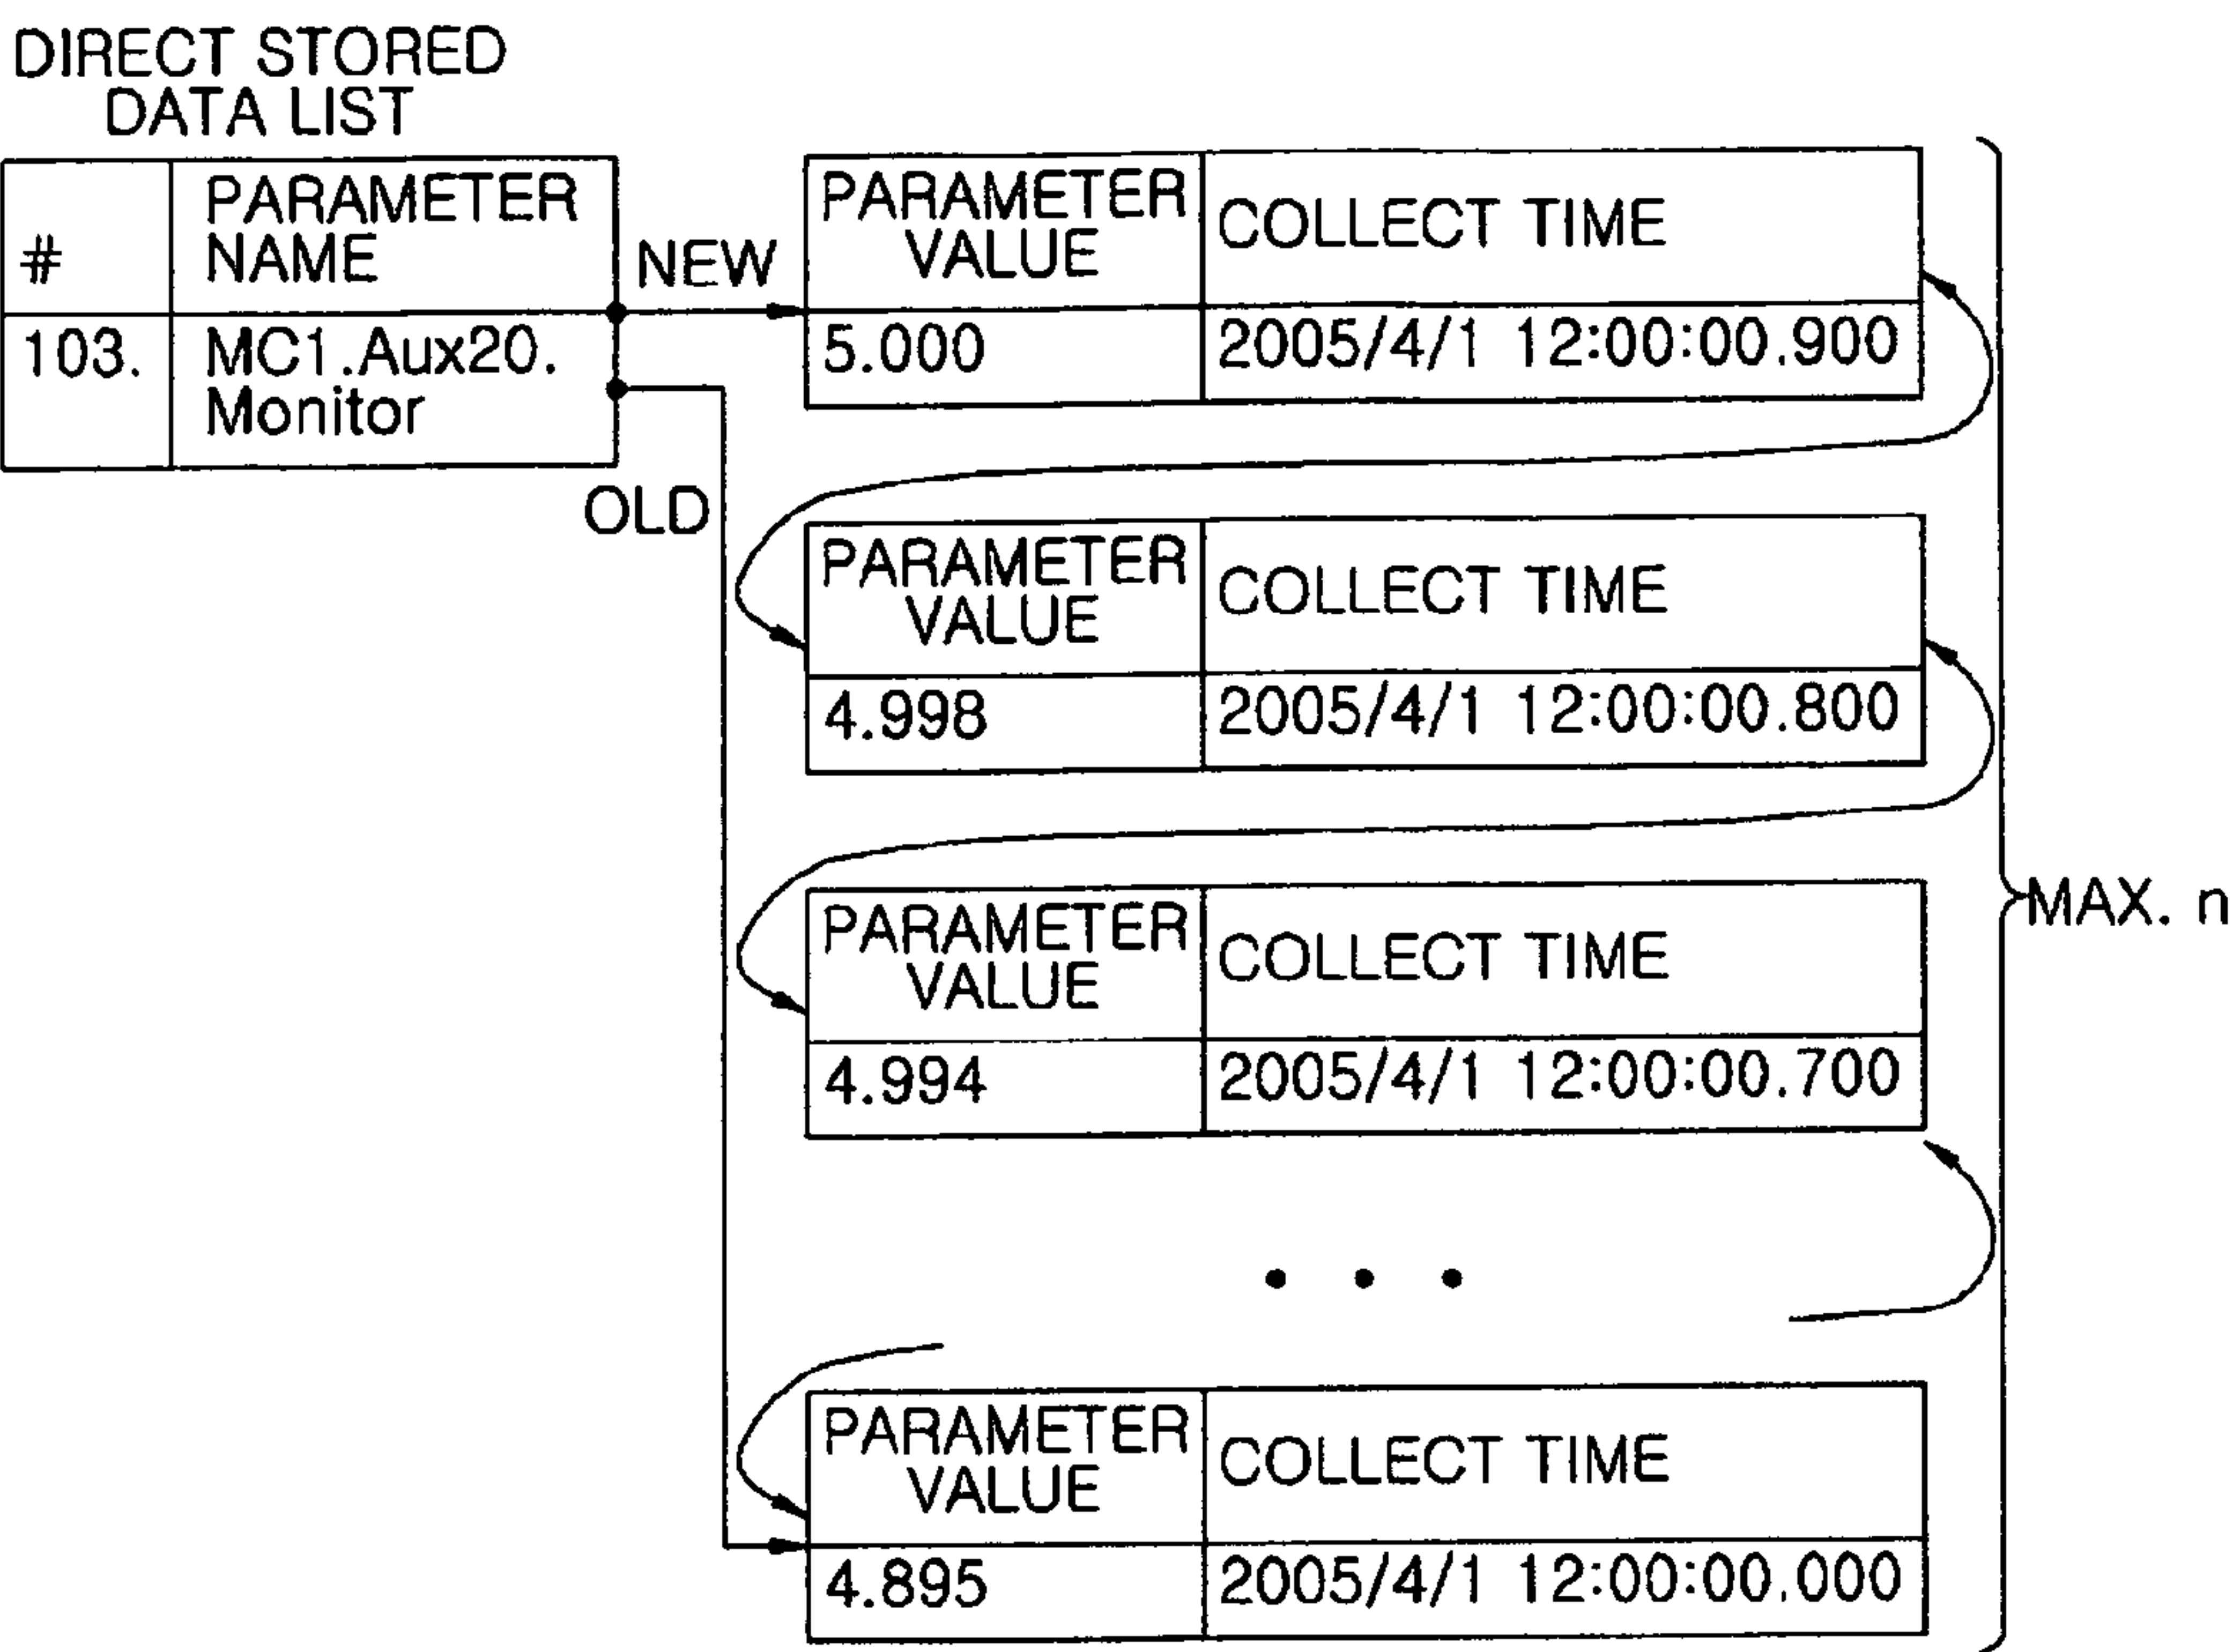 DIRECT STORED
DATA LIST
#
PARAMETER
NAME
103.
MC1.Aux20.
Monitor
NEW
OLD
PARAMETER
VALUE
COLLECT TIME
5.000
2005/4/1 12:00:00.900
PARAMETER
VALUE
COLLECT TIME
4.998
2005/4/1 12:00:00.800
PARAMETER
VALUE
COLLECT TIME
4.994
2005/4/1 12:00:00.700
• • •
PARAMETER
VALUE
COLLECT TIME
4.895
2005/4/1 12:00:00.000
MAX. n